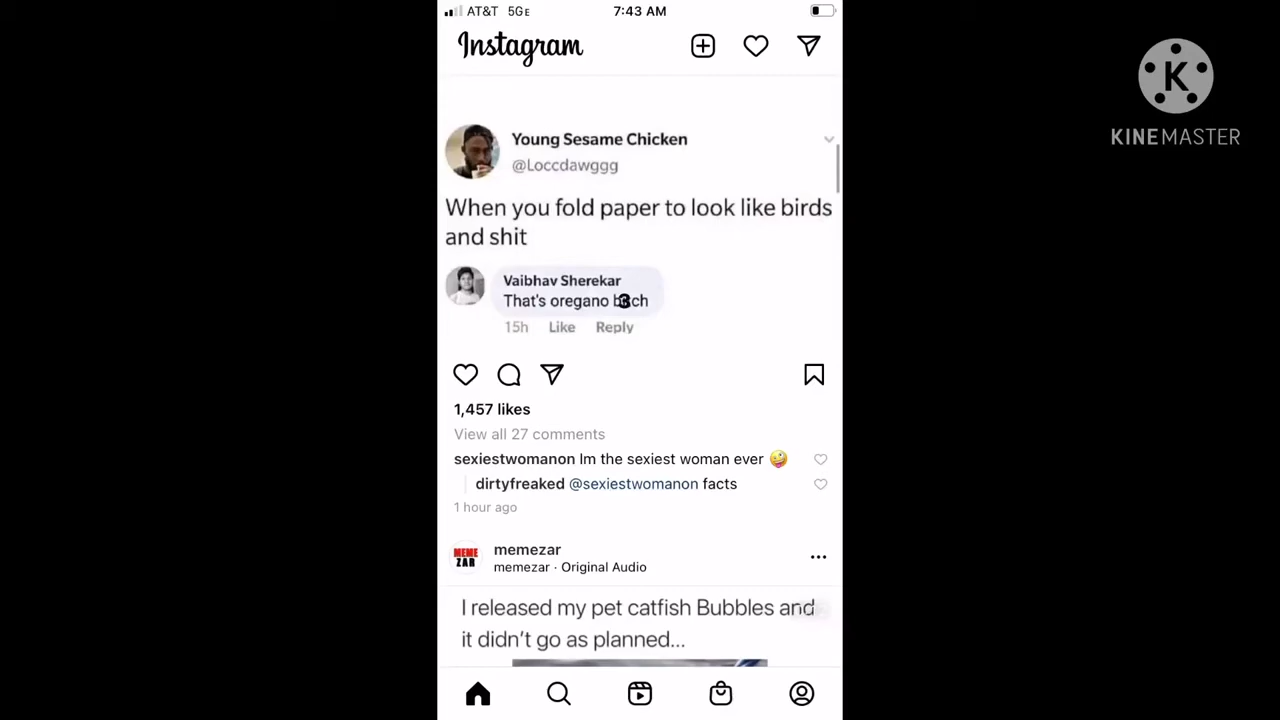 AT&T 5GE 7:43 AM
Instagram
K
KINEMASTER
Young Sesame Chicken
@Loccdawggg
When you fold paper to look like birds
and shit
Vaibhav Sherekar
That's oregano b3tch
15h Like Reply
1,457 likes
View all 27 comments
sexiestwomanon Im the sexiest woman ever 🤪
dirtyfreaked @sexiestwomanon facts
1 hour ago
MEME
ZAR
memezar
memezar · Original Audio
I released my pet catfish Bubbles and
it didn't go as planned...